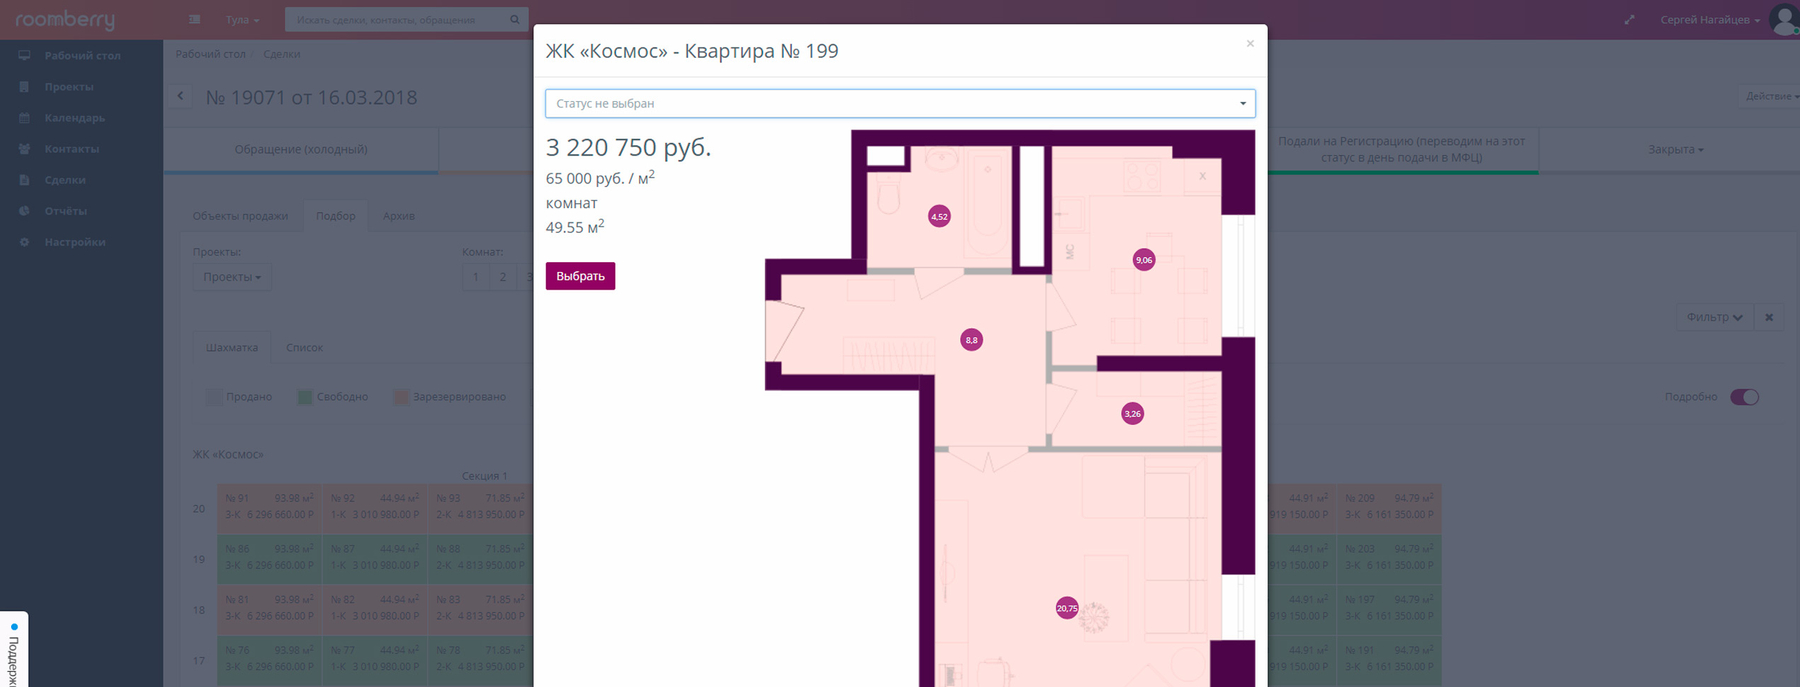 roomberry
Тула
Искать сделки, контакты, обращения
Сергей Нагайцев
Рабочий стол
Проекты
Календарь
Контакты
Сделки
Отчёты
Настройки
Рабочий стол
Сделки
№ 19071 от 16.03.2018
Действие
Обращение (холодный)
Подали на Регистрацию (переводим на этот
статус в день подачи в МФЦ)
Закрыта
Объекты продажи
Подбор
Архив
Проекты:
Комнат:
Проекты
1
2
3
Фильтр
Шахматка
Список
Продано
Свободно
Зарезервировано
Подробно
ЖК «Космос»
Секция 1
20
№ 91 93.98 м²
3-К 6 296 660.00 Р
№ 92 44.94 м²
1-К 3 010 980.00 Р
№ 93 71.85 м²
2-К 4 813 950.00 Р
44.91 м²
919 150.00 Р
№ 209 94.79 м²
3-К 6 161 350.00 Р
19
№ 86 93.98 м²
3-К 6 296 660.00 Р
№ 87 44.94 м²
1-К 3 010 980.00 Р
№ 88 71.85 м²
2-К 4 813 950.00 Р
44.91 м²
919 150.00 Р
№ 203 94.79 м²
3-К 6 161 350.00 Р
18
№ 81 93.98 м²
3-К 6 296 660.00 Р
№ 82 44.94 м²
1-К 3 010 980.00 Р
№ 83 71.85 м²
2-К 4 813 950.00 Р
44.91 м²
919 150.00 Р
№ 197 94.79 м²
3-К 6 161 350.00 Р
17
№ 76 93.98 м²
3-К 6 296 660.00 Р
№ 77 44.94 м²
1-К 3 010 980.00 Р
№ 78 71.85 м²
2-К 4 813 950.00 Р
44.91 м²
919 150.00 Р
№ 191 94.79 м²
3-К 6 161 350.00 Р
ЖК «Космос» - Квартира № 199
×
Статус не выбран
3 220 750 руб.
65 000 руб. / м²
комнат
49.55 м²
Выбрать
4,52
X
МС
9,06
8,8
3,26
20,75